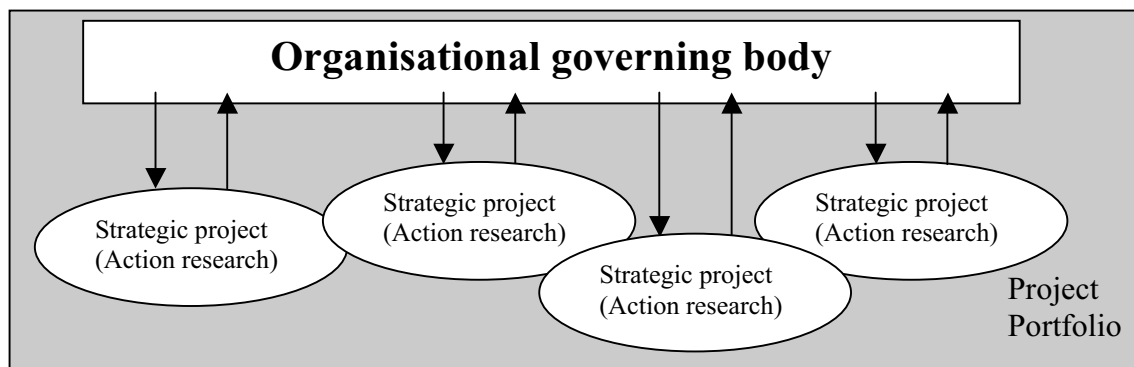 Organisational governing body
Strategic project
(Action research)
Strategic project
(Action research)
Strategic project
(Action research)
Strategic project
(Action research)
Project
Portfolio